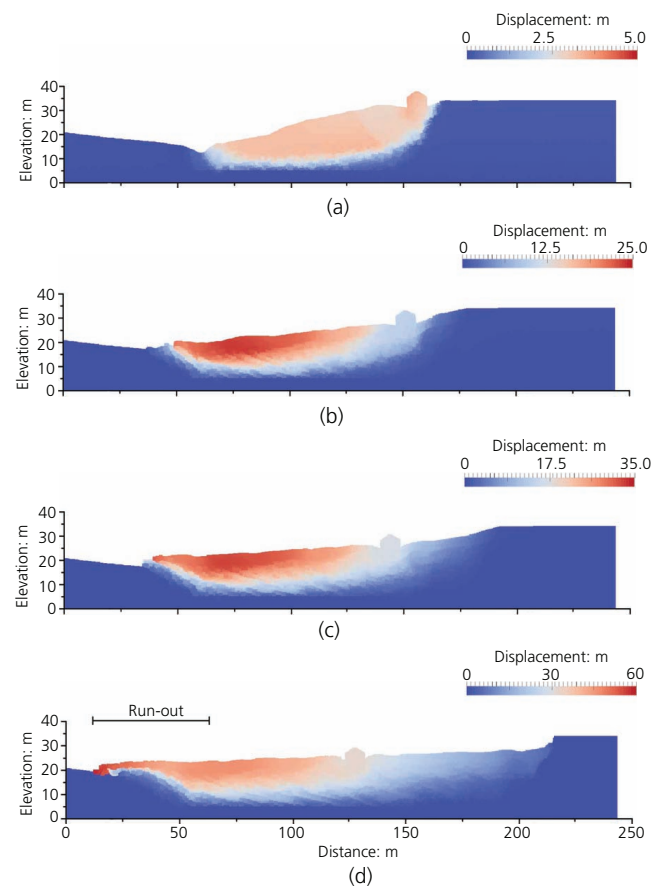 Displacement: m
0 2.5 5.0
Elevation: m
40
30
20
10
0
(a)
Displacement: m
0 12.5 25.0
Elevation: m
40
30
20
10
0
(b)
Displacement: m
0 17.5 35.0
Elevation: m
40
30
20
10
0
(c)
Displacement: m
0 30 60
Run-out
Elevation: m
40
30
20
10
0
0 50 100 150 200 250
Distance: m
(d)